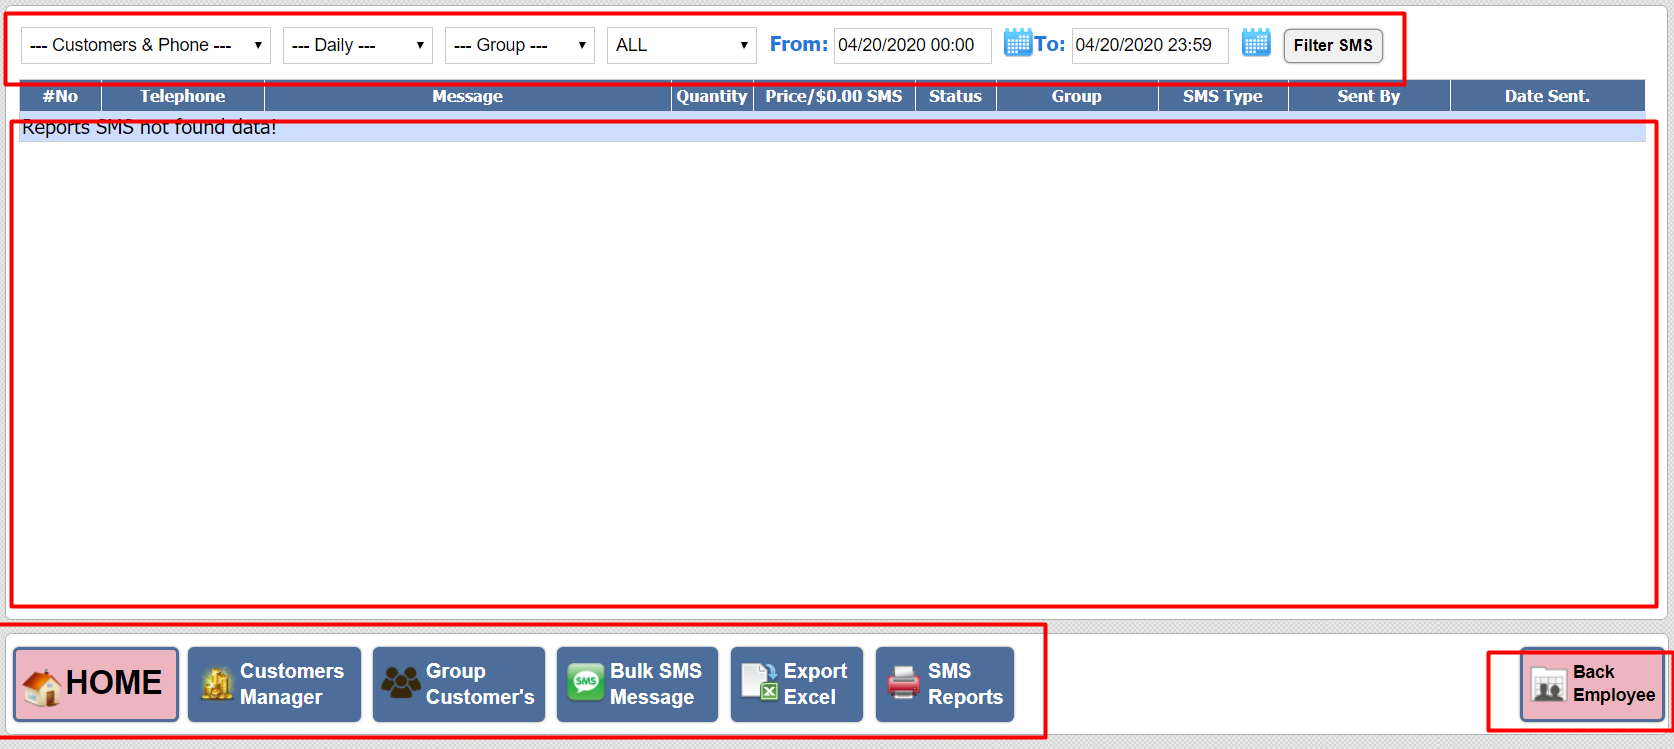 --- Customers & Phone --- --- Daily --- --- Group --- ALL From: 04/20/2020 00:00 To: 04/20/2020 23:59 Filter SMS
#No Telephone Message Quantity Price/$0.00 SMS Status Group SMS Type Sent By Date Sent.
Reports SMS not found data!
HOME
Customers
Manager
Group
Customer's
SMS
Bulk SMS
Message
Export
Excel
SMS
Reports
Back
Employee